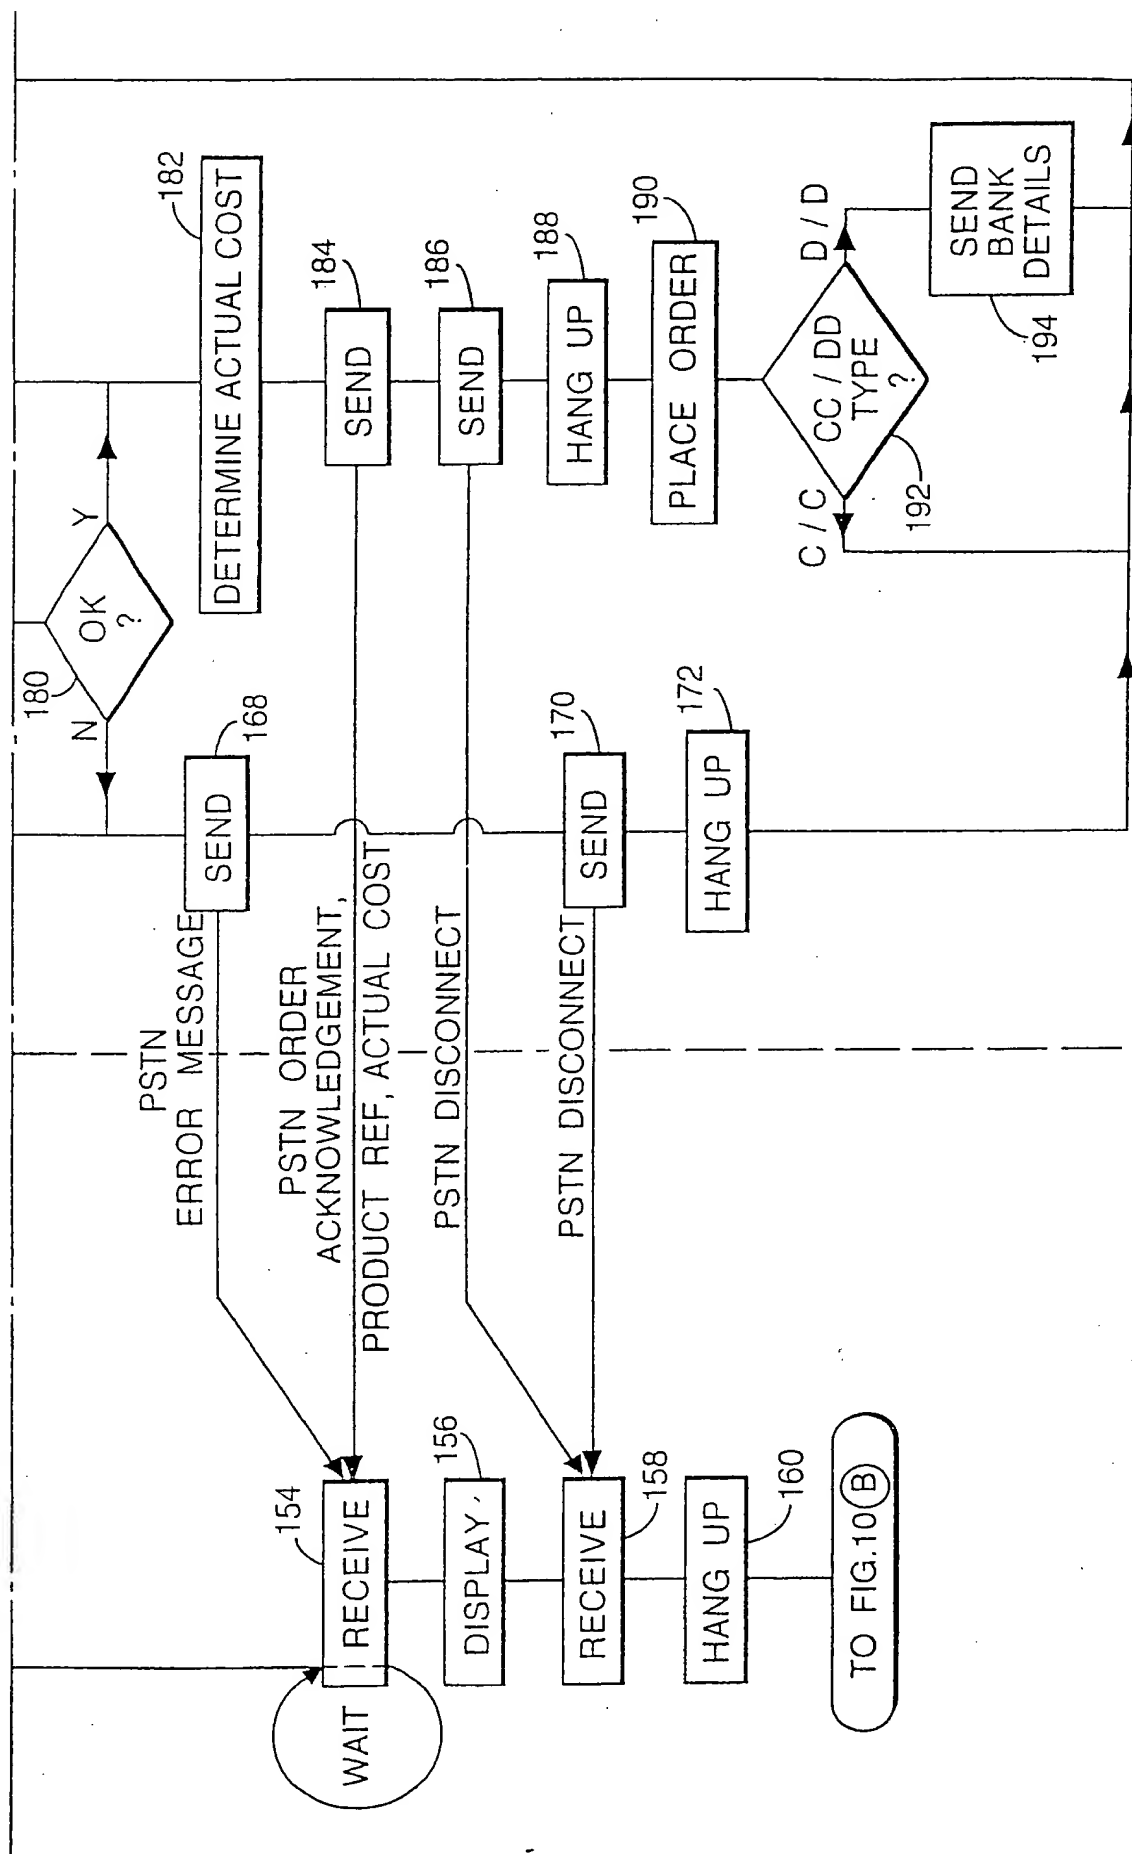 180
OK
?
N
Y
182
DETERMINE ACTUAL COST
PSTN
ERROR MESSAGE
SEND
168
184
SEND
PSTN ORDER
ACKNOWLEDGEMENT,
PRODUCT REF, ACTUAL COST
154
WAIT
RECEIVE
186
SEND
PSTN DISCONNECT
156
DISPLAY,
188
HANG UP
170
SEND
PSTN DISCONNECT
RECEIVE
158
190
PLACE ORDER
172
HANG UP
HANG UP
160
C / C
CC / DD
TYPE
?
D / D
192
TO FIG.10 B
SEND
BANK
DETAILS
194